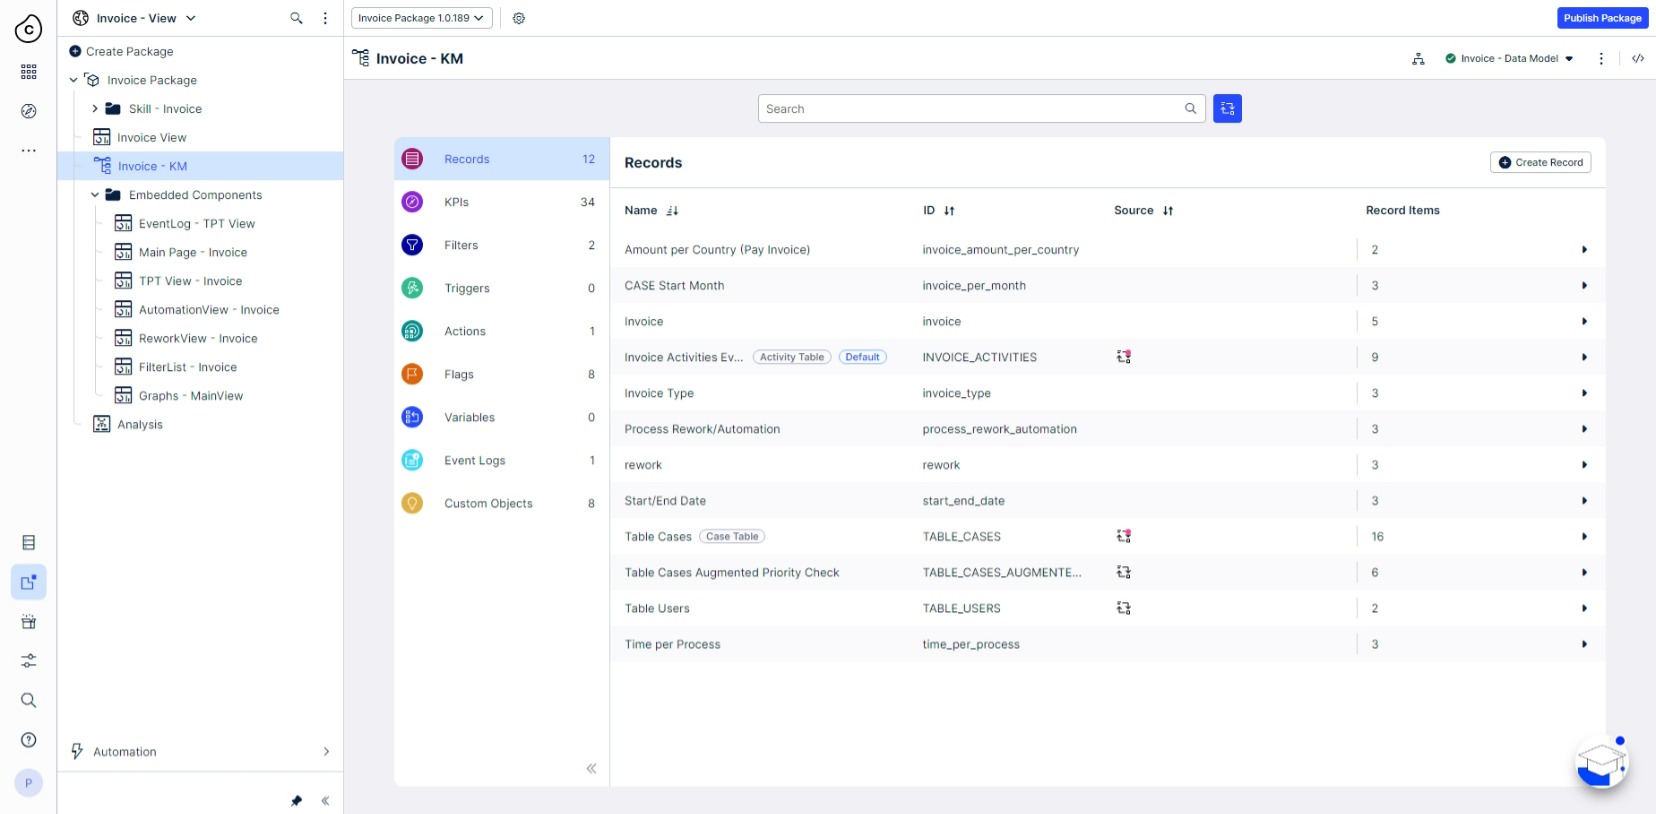 Invoice - View
Invoice Package 1.0.189
Publish Package
Create Package
Invoice Package
Skill - Invoice
Invoice View
Invoice - KM
Embedded Components
EventLog - TPT View
Main Page - Invoice
TPT View - Invoice
AutomationView - Invoice
ReworkView - Invoice
FilterList - Invoice
Graphs - MainView
Analysis
Automation
P
Invoice - KM
Invoice - Data Model
Search
Records 12
KPIs 34
Filters 2
Triggers 0
Actions 1
Flags 8
Variables 0
Event Logs 1
Custom Objects 8
Records
Create Record
Name ID Source Record Items
Amount per Country (Pay Invoice) invoice_amount_per_country 2
CASE Start Month invoice_per_month 3
Invoice invoice 5
Invoice Activities Ev... Activity Table Default INVOICE_ACTIVITIES 9
Invoice Type invoice_type 3
Process Rework/Automation process_rework_automation 3
rework rework 3
Start/End Date start_end_date 3
Table Cases Case Table TABLE_CASES 16
Table Cases Augmented Priority Check TABLE_CASES_AUGMENTE... 6
Table Users TABLE_USERS 2
Time per Process time_per_process 3